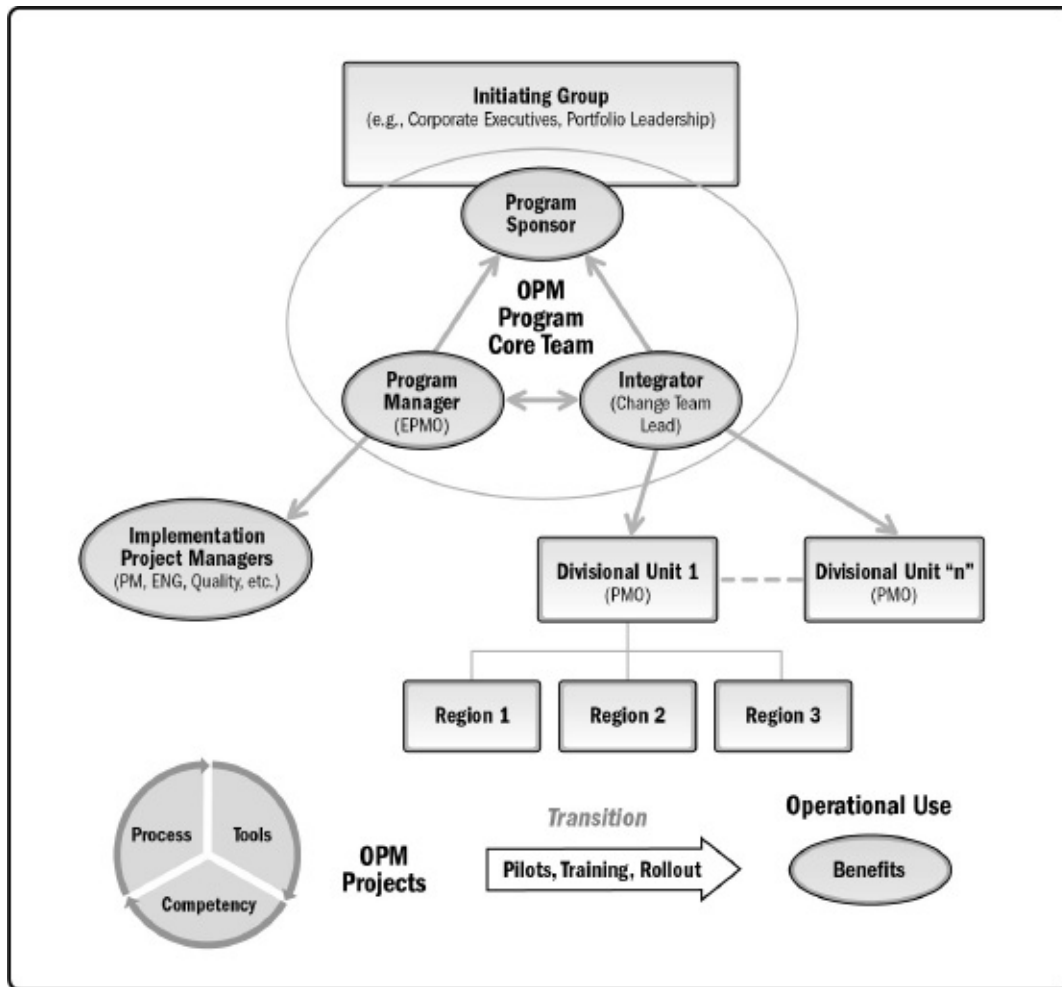 Initiating Group
(e.g., Corporate Executives, Portfolio Leadership)
Program
Sponsor
OPM
Program
Core Team
Program
Manager
(EPMO)
Integrator
(Change Team
Lead)
Implementation
Project Managers
(PM, ENG, Quality, etc.)
Divisional Unit 1
(PMO)
Divisional Unit “n”
(PMO)
Region 1
Region 2
Region 3
Process
Tools
Competency
OPM
Projects
Transition
Pilots, Training, Rollout
Operational Use
Benefits